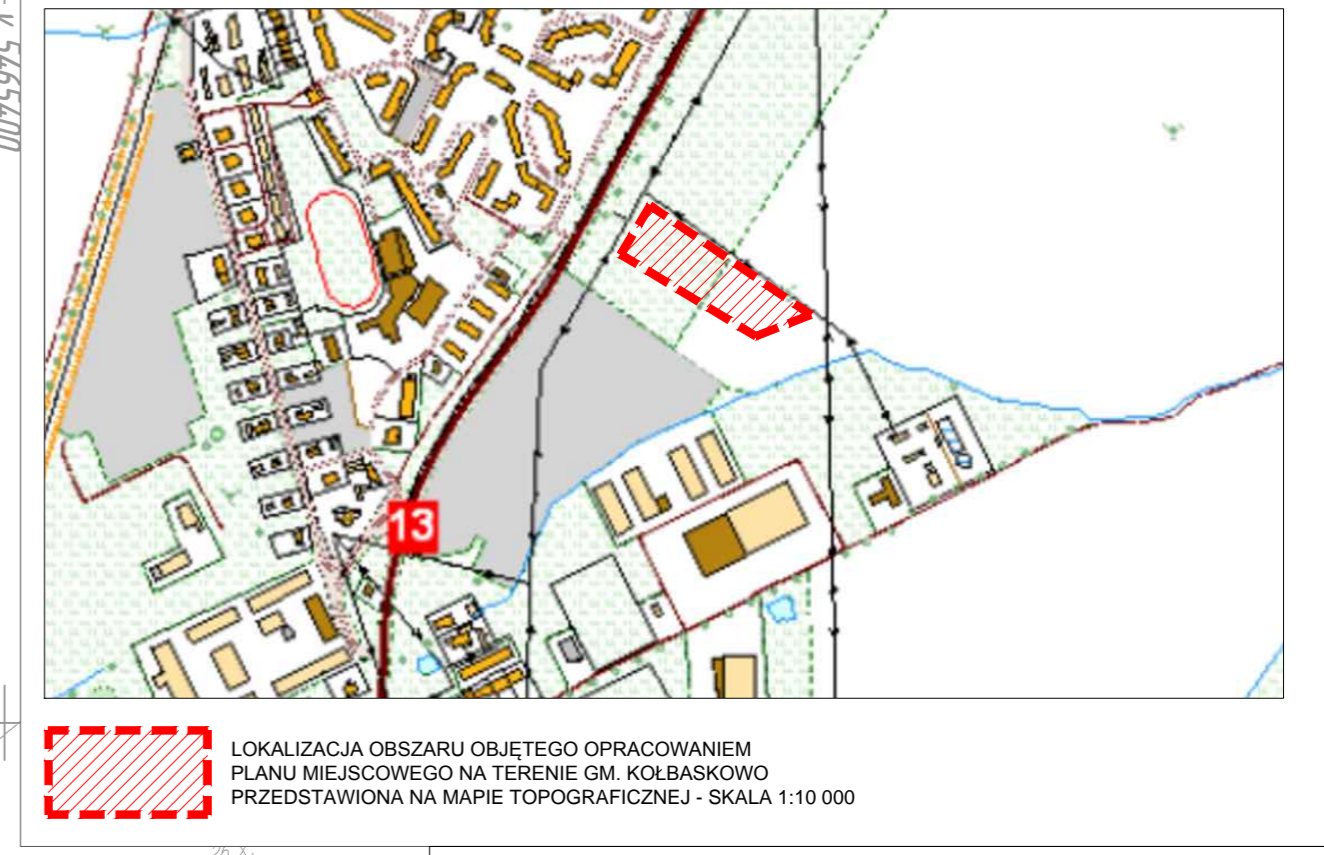 13
LOKALIZACJA OBSZARU OBJĘTEGO OPRACOWANIEM
PLANU MIEJSCOWEGO NA TERENIE GM. KOŁBASKOWO
PRZEDSTAWIONA NA MAPIE TOPOGRAFICZNEJ - SKALA 1:10 000